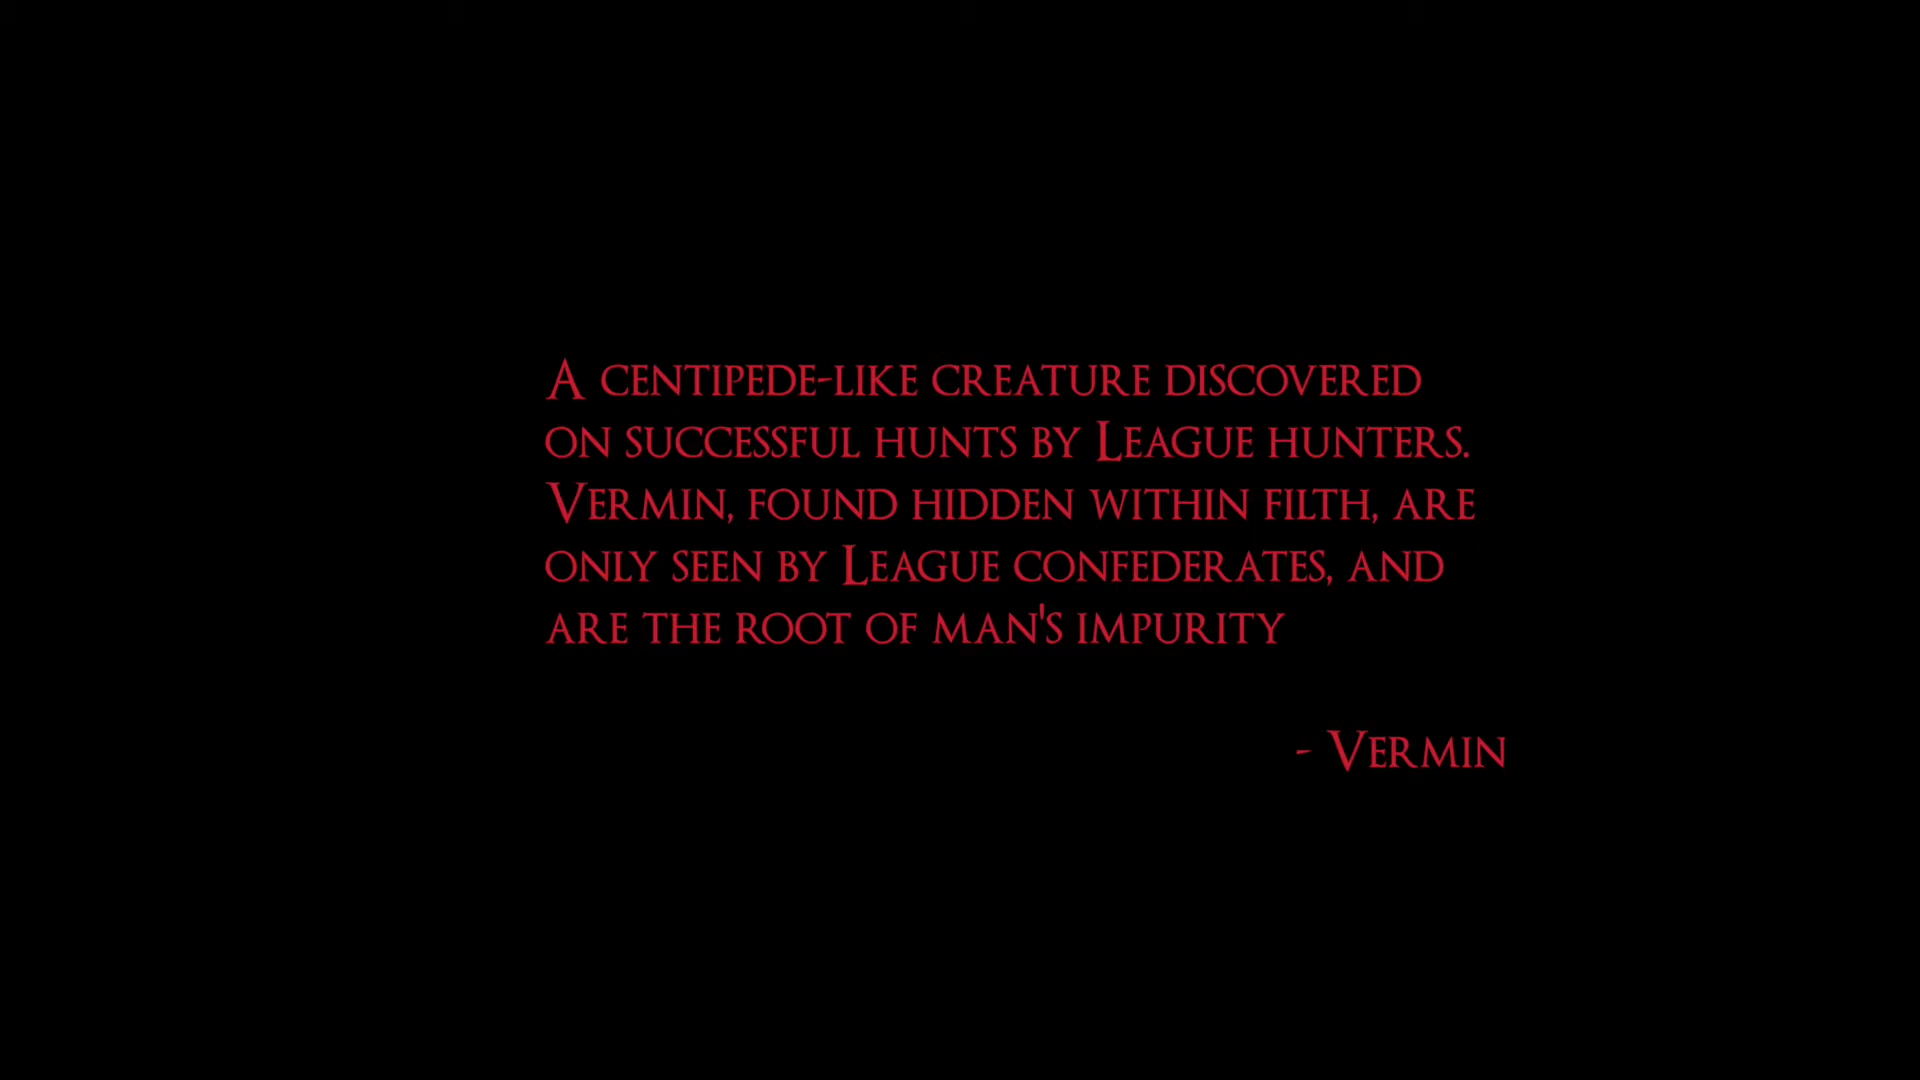 A centipede-like creature discovered
on successful hunts by League hunters.
Vermin, found hidden within filth, are
only seen by League confederates, and
are the root of man's impurity
- Vermin